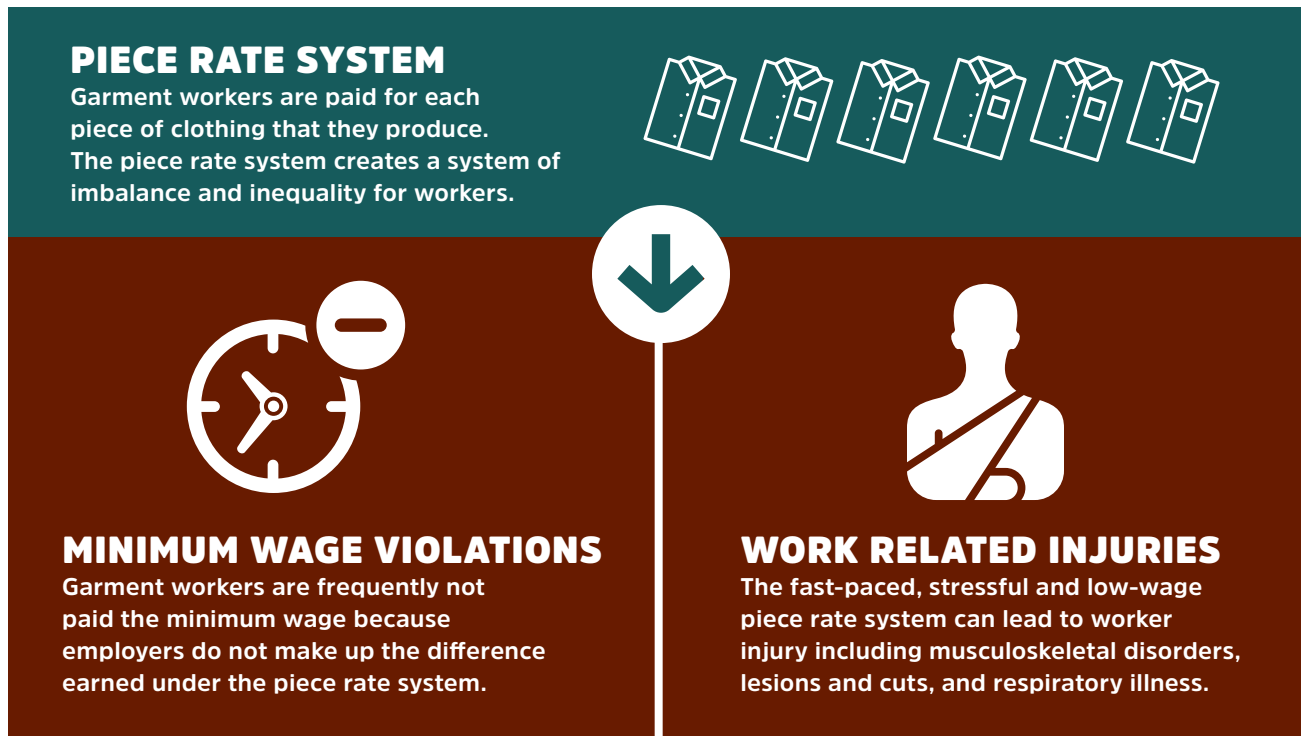 PIECE RATE SYSTEM
Garment workers are paid for each
piece of clothing that they produce.
The piece rate system creates a system of
imbalance and inequality for workers.
MINIMUM WAGE VIOLATIONS
Garment workers are frequently not
paid the minimum wage because
employers do not make up the difference
earned under the piece rate system.
WORK RELATED INJURIES
The fast-paced, stressful and low-wage
piece rate system can lead to worker
injury including musculoskeletal disorders,
lesions and cuts, and respiratory illness.